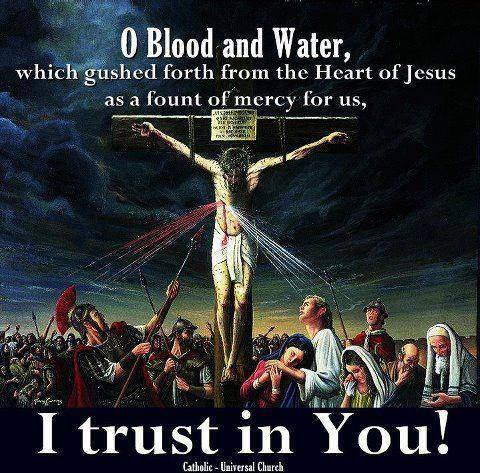 O Blood and Water,
which gushed forth from the Heart of Jesus
as a fount of mercy for us,
I trust in You!
Catholic - Universal Church